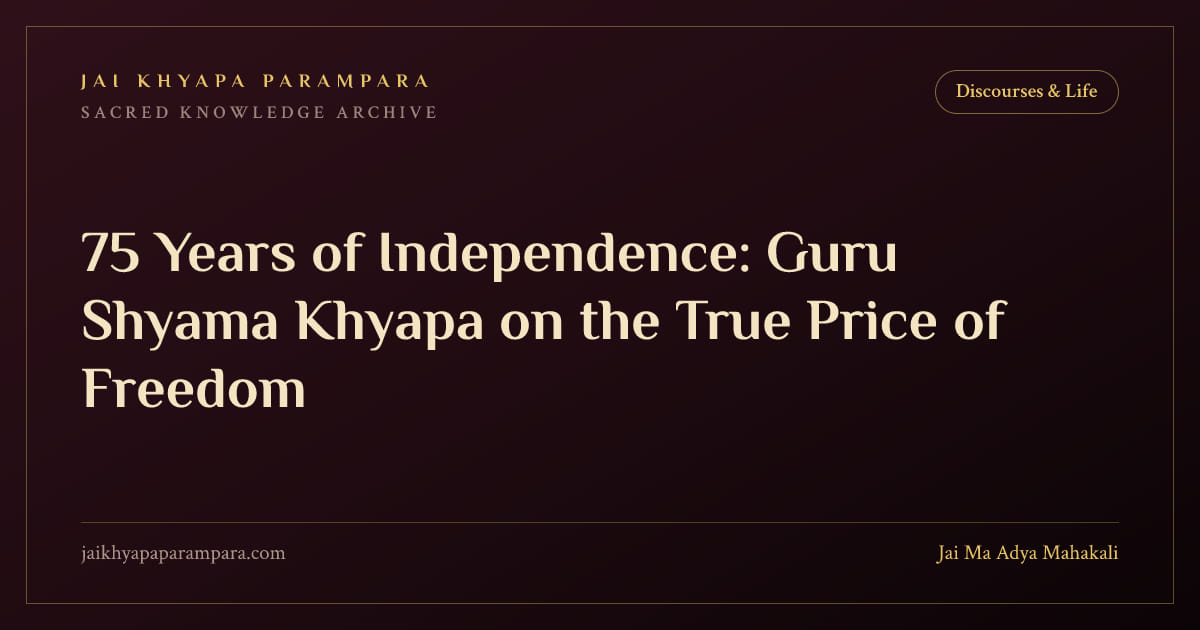 JAI KHYAPA PARAMPARA
SACRED KNOWLEDGE ARCHIVE
Discourses & Life
75 Years of Independence: Guru
Shyama Khyapa on the True Price of
Freedom
jaikhyapaparampara.com
Jai Ma Adya Mahakali